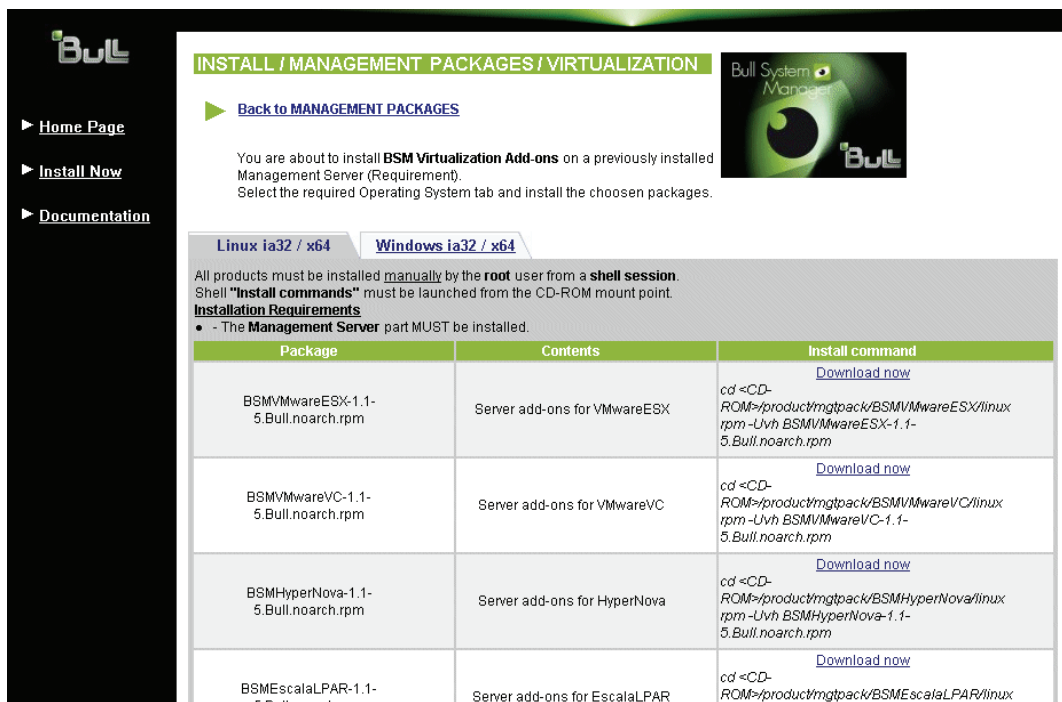 Bull
Home Page
Install Now
Documentation
INSTALL / MANAGEMENT PACKAGES / VIRTUALIZATION
Bull System
Manager
Bull
Back to MANAGEMENT PACKAGES
You are about to install BSM Virtualization Add-ons on a previously installed
Management Server (Requirement).
Select the required Operating System tab and install the choosen packages.
Linux ia32 / x64
Windows ia32 / x64
All products must be installed manually by the root user from a shell session.
Shell "Install commands" must be launched from the CD-ROM mount point.
Installation Requirements
- The Management Server part MUST be installed.
Package
Contents
Install command
BSMVMwareESX-1.1-
5.Bull.noarch.rpm
Server add-ons for VMwareESX
Download now
cd <CD-
ROM>/product/mgtpack/BSMVMwareESX/linux
rpm -Uvh BSMVMwareESX-1.1-
5.Bull.noarch.rpm
BSMVMwareVC-1.1-
5.Bull.noarch.rpm
Server add-ons for VMwareVC
Download now
cd <CD-
ROM>/product/mgtpack/BSMVMwareVC/linux
rpm -Uvh BSMVMwareVC-1.1-
5.Bull.noarch.rpm
BSMHyperNova-1.1-
5.Bull.noarch.rpm
Server add-ons for HyperNova
Download now
cd <CD-
ROM>/product/mgtpack/BSMHyperNova/linux
rpm -Uvh BSMHyperNova-1.1-
5.Bull.noarch.rpm
BSMEscalaLPAR-1.1-
Server add-ons for EscalaLPAR
Download now
cd <CD-
ROM>/product/mgtpack/BSMEscalaLPAR/linux